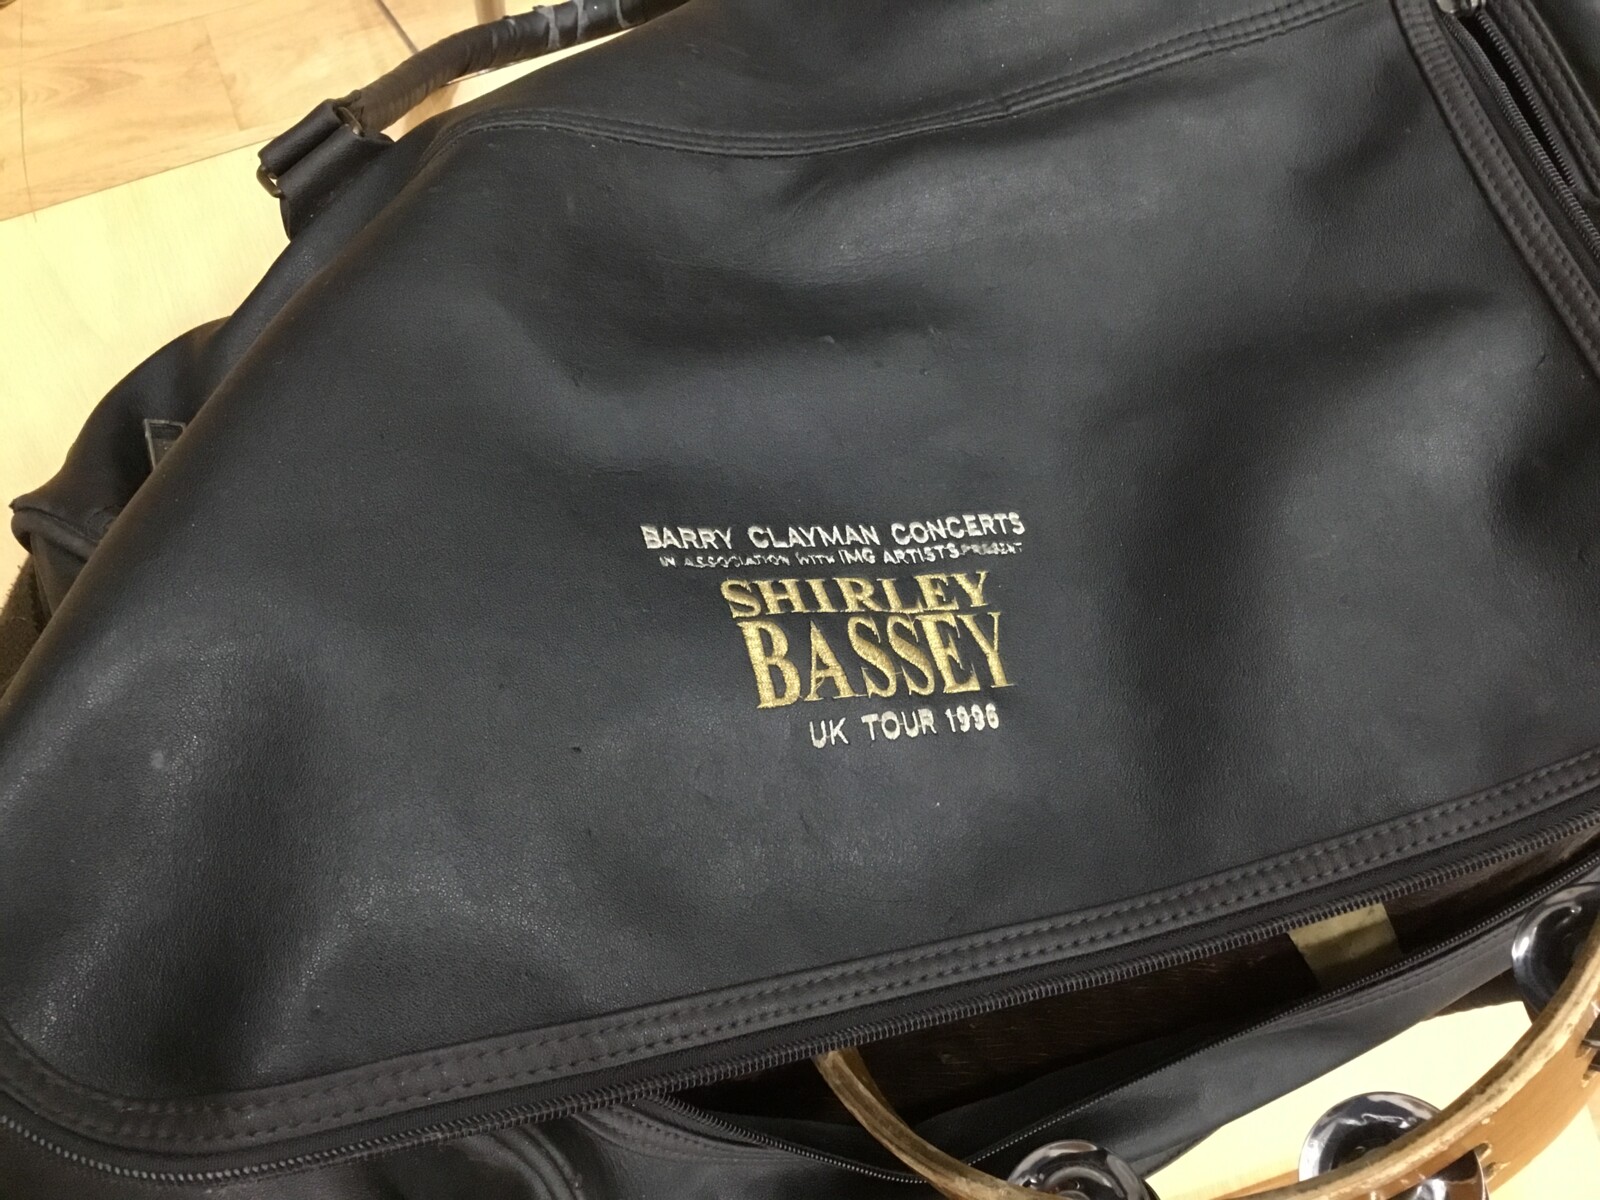 BARRY CLAYMAN CONCERTS
IN ASSOCIATION WITH IMG ARTISTS PRESENT
SHIRLEY
BASSEY
UK TOUR 1996